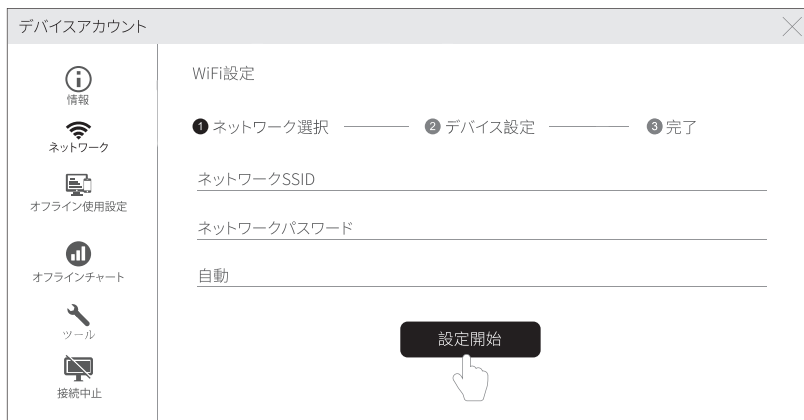 デバイスアカウント
情報
ネットワーク
オフライン使用設定
オフラインチャート
ツール
接続中止
WiFi設定
1 ネットワーク選択 2 デバイス設定 3 完了
ネットワークSSID
ネットワークパスワード
自動
設定開始